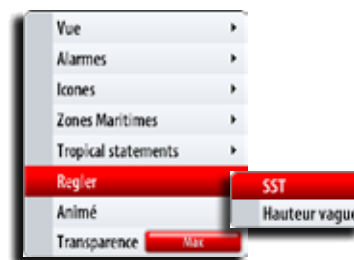 Vue
Alarmes
Icones
Zones Maritimes
Tropical statements
Regler
SST
Animé
Hauteur vague
Transparence Max